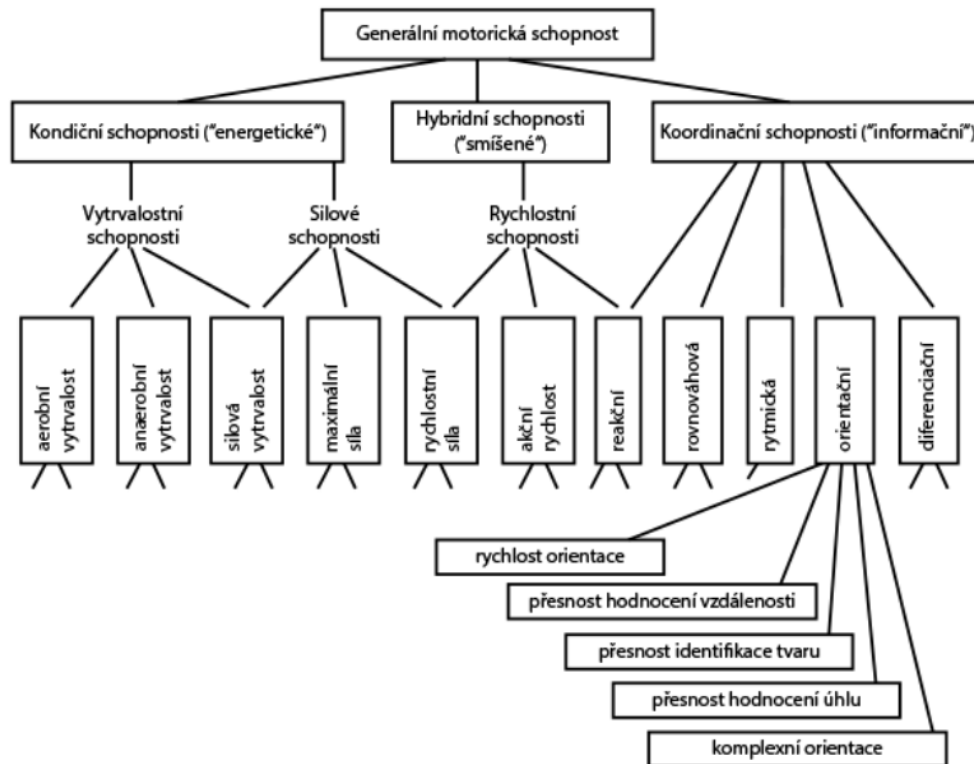 Generální motorická schopnost
Kondiční schopnosti ("energetické")
Hybridní schopnosti
("smíšené")
Koordinační schopnosti ("informační")
Vytrvalostní
schopnosti
Silové
schopnosti
Rychlostní
schopnosti
aerobní
vytrvalost
anaerobní
vytrvalost
silová
vytrvalost
maximální
síla
rychlostní
síla
akční
rychlost
reakční
rovnováhová
rytmická
orientační
diferenciační
rychlost orientace
přesnost hodnocení vzdálenosti
přesnost identifikace tvaru
přesnost hodnocení úhlu
komplexní orientace